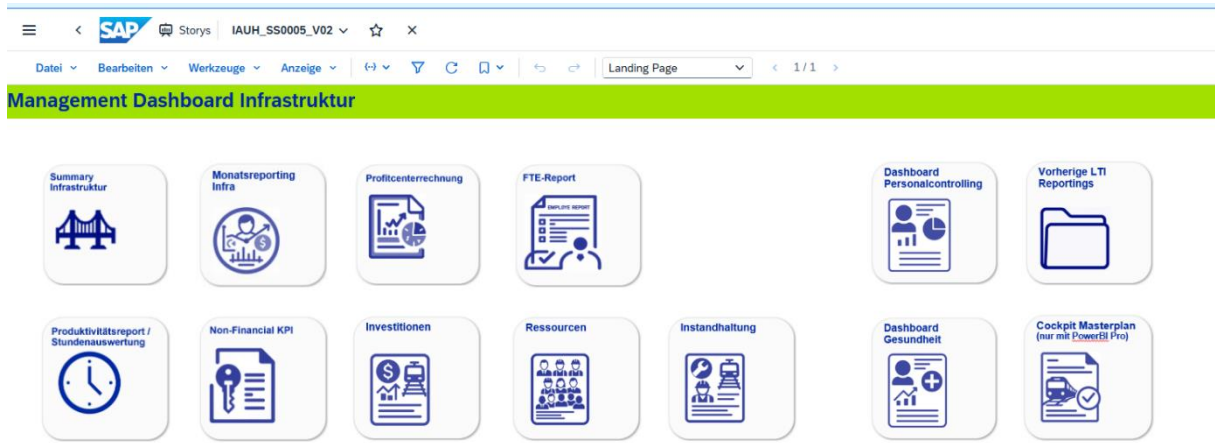 SAP Storys IAUH_SS0005_V02
Datei Bearbeiten Werkzeuge Anzeige Landing Page 1 / 1
Management Dashboard Infrastruktur
Summary
Infrastruktur
Monatsreporting
Infra
Profitcenterrechnung
FTE-Report
EMPLOYE REPORT
Dashboard
Personalcontrolling
Vorherige LTI
Reportings
Produktivitätsreport /
Stundenauswertung
Non-Financial KPI
Investitionen
Ressourcen
Instandhaltung
Dashboard
Gesundheit
Cockpit Masterplan
(nur mit PowerBI Pro)